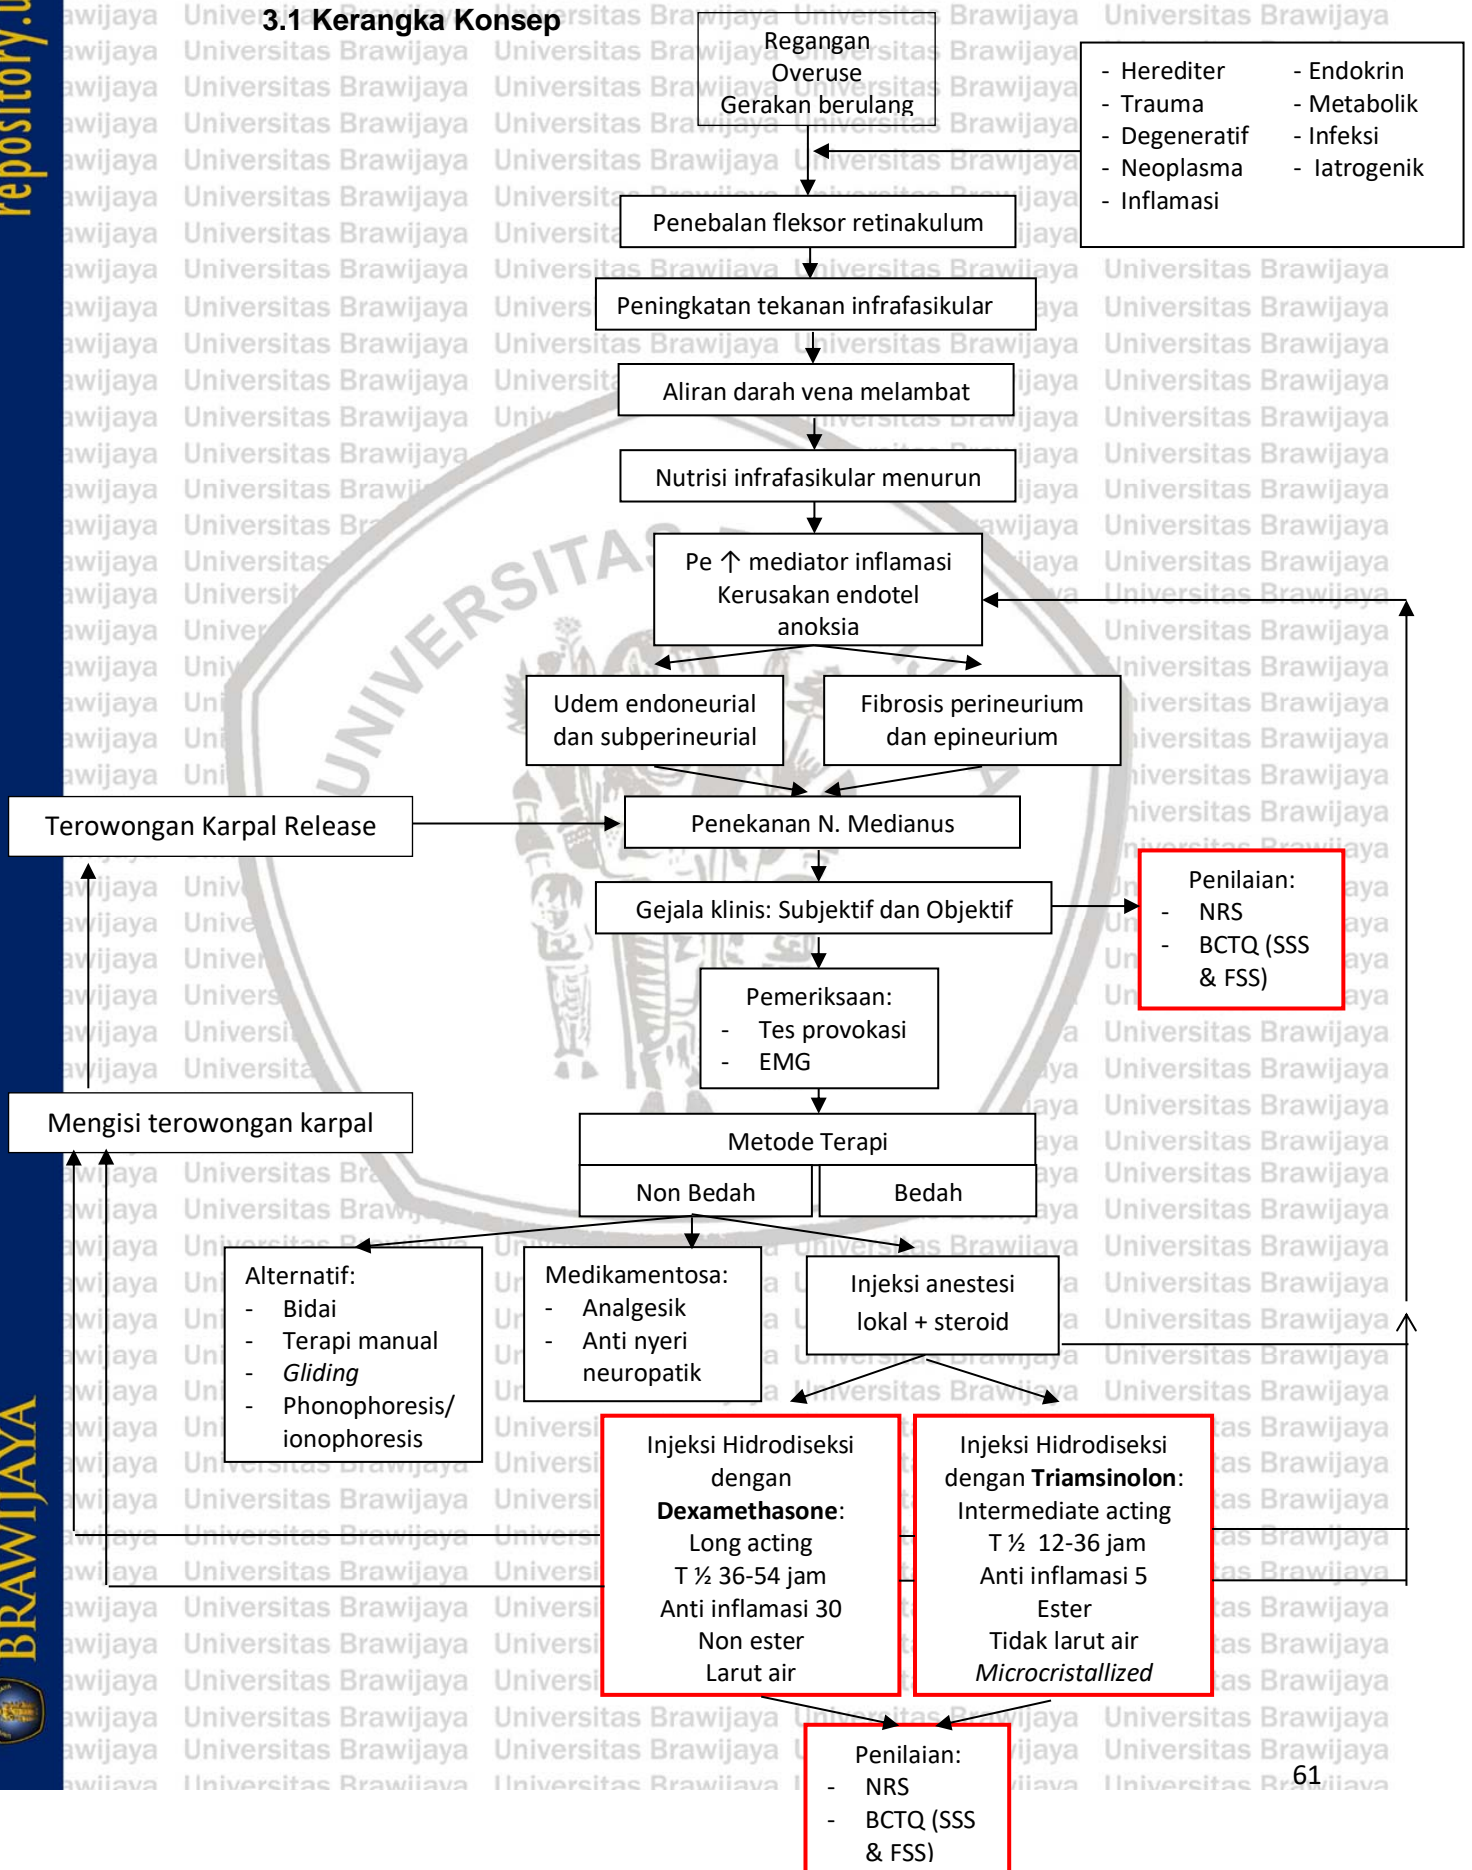 3.1 Kerangka Konsep
Regangan
Overuse
Gerakan berulang
- Herediter - Endokrin
- Trauma - Metabolik
- Degeneratif - Infeksi
- Neoplasma - Iatrogenik
- Inflamasi
Penebalan fleksor retinakulum
Peningkatan tekanan infrafasikular
Aliran darah vena melambat
Nutrisi infrafasikular menurun
Pe ↑ mediator inflamasi
Kerusakan endotel
anoksia
Udem endoneurial
dan subperineurial
Fibrosis perineurium
dan epineurium
Terowongan Karpal Release
Penekanan N. Medianus
Gejala klinis: Subjektif dan Objektif
Penilaian:
- NRS
- BCTQ (SSS
& FSS)
Pemeriksaan:
- Tes provokasi
- EMG
Mengisi terowongan karpal
Metode Terapi
Non Bedah
Bedah
Alternatif:
- Bidai
- Terapi manual
- Gliding
- Phonophoresis/
ionophoresis
Medikamentosa:
- Analgesik
- Anti nyeri
neuropatik
Injeksi anestesi
lokal + steroid
Injeksi Hidrodiseksi
dengan
Dexamethasone:
Long acting
T ½ 36-54 jam
Anti inflamasi 30
Non ester
Larut air
Injeksi Hidrodiseksi
dengan Triamsinolon:
Intermediate acting
T ½ 12-36 jam
Anti inflamasi 5
Ester
Tidak larut air
Microcristallized
Penilaian:
- NRS
- BCTQ (SSS
& FSS)
61
BRAWIJAYA
repository.u
UNIVERSITAS
Universitas Brawijaya